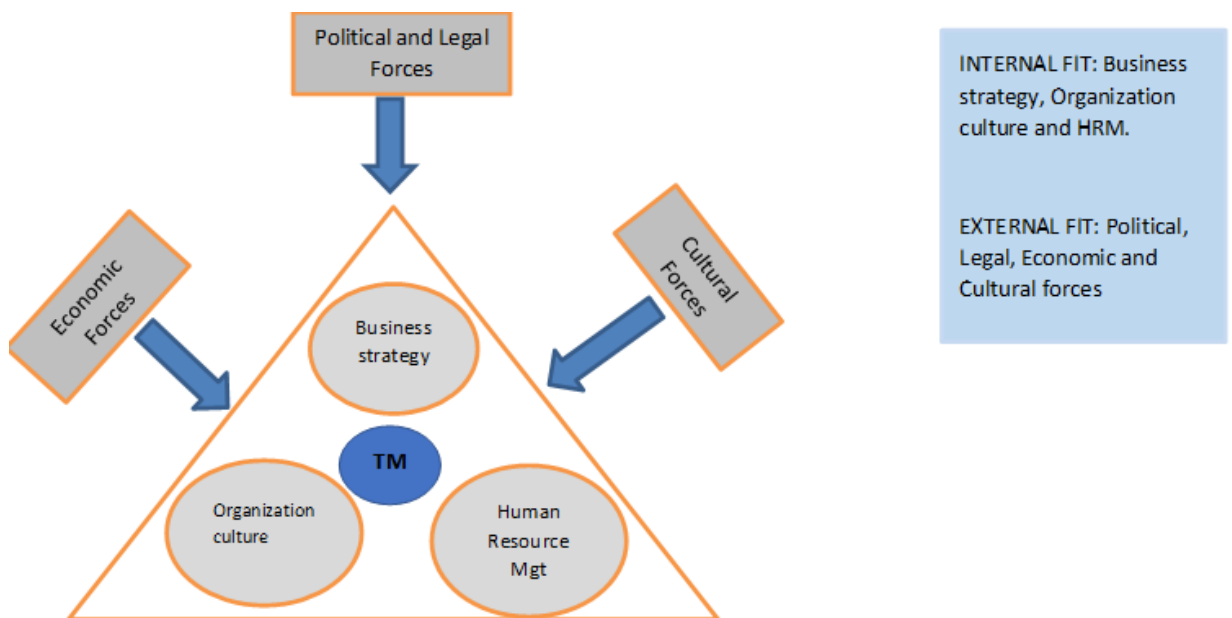 Political and Legal
Forces
Economic
Forces
Cultural
Forces
Business
strategy
TM
Organization
culture
Human
Resource
Mgt
INTERNAL FIT: Business
strategy, Organization
culture and HRM.
EXTERNAL FIT: Political,
Legal, Economic and
Cultural forces